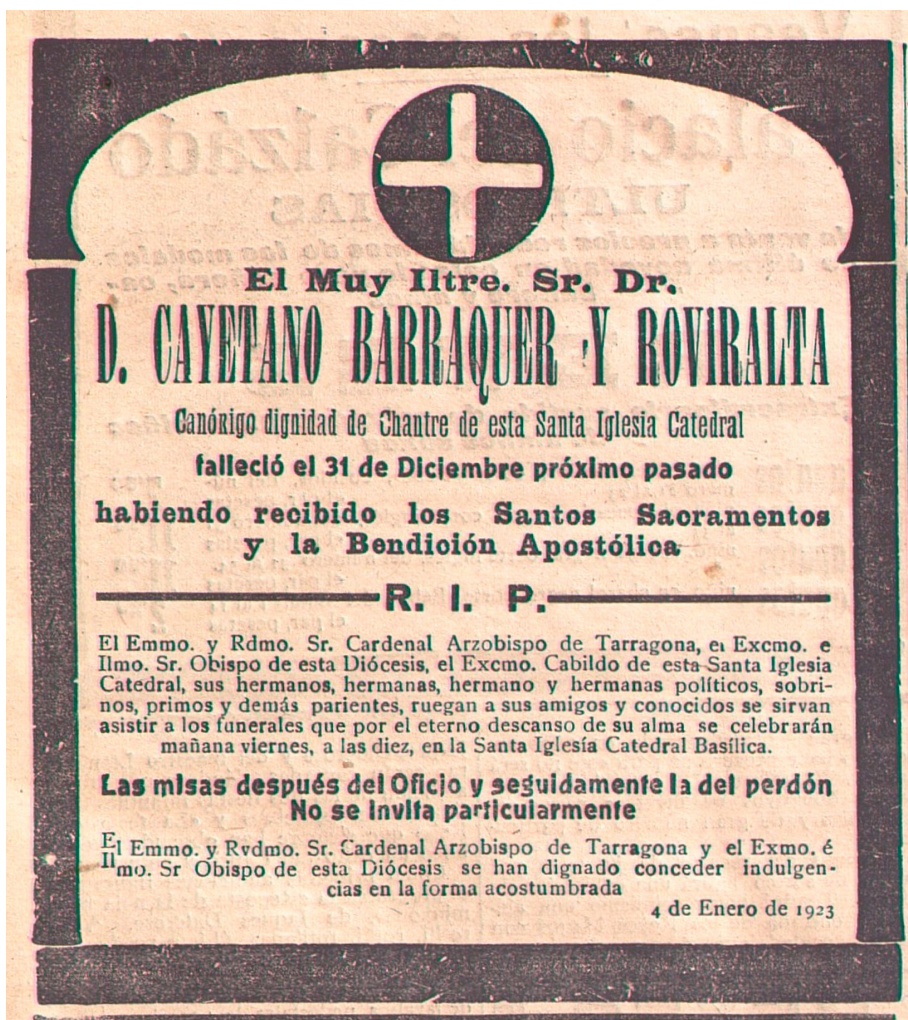 El Muy Iltre. Sr. Dr.
D. CAYETANO BARRAQUER Y ROVIRALTA
Canónigo dignidad de Chantre de esta Santa Iglesia Catedral
falleció el 31 de Diciembre próximo pasado
habiendo recibido los Santos Sacramentos
y la Bendición Apostólica
R. I. P.
El Emmo. y Rdmo. Sr. Cardenal Arzobispo de Tarragona, el Excmo. e
Ilmo. Sr. Obispo de esta Diócesis, el Excmo. Cabildo de esta Santa Iglesia
Catedral, sus hermanos, hermanas, hermano y hermanas políticos, sobri-
nos, primos y demás parientes, ruegan a sus amigos y conocidos se sirvan
asistir a los funerales que por el eterno descanso de su alma se celebrarán
mañana viernes, a las diez, en la Santa Iglesía Catedral Basílica.
Las misas después del Oficio y seguidamente la del perdón
No se invita particularmente
El Emmo. y Rvdmo. Sr. Cardenal Arzobispo de Tarragona y el Exmo. é
Ilmo. Sr Obispo de esta Diócesis se han dignado conceder indulgen-
cias en la forma acostumbrada
4 de Enero de 1923